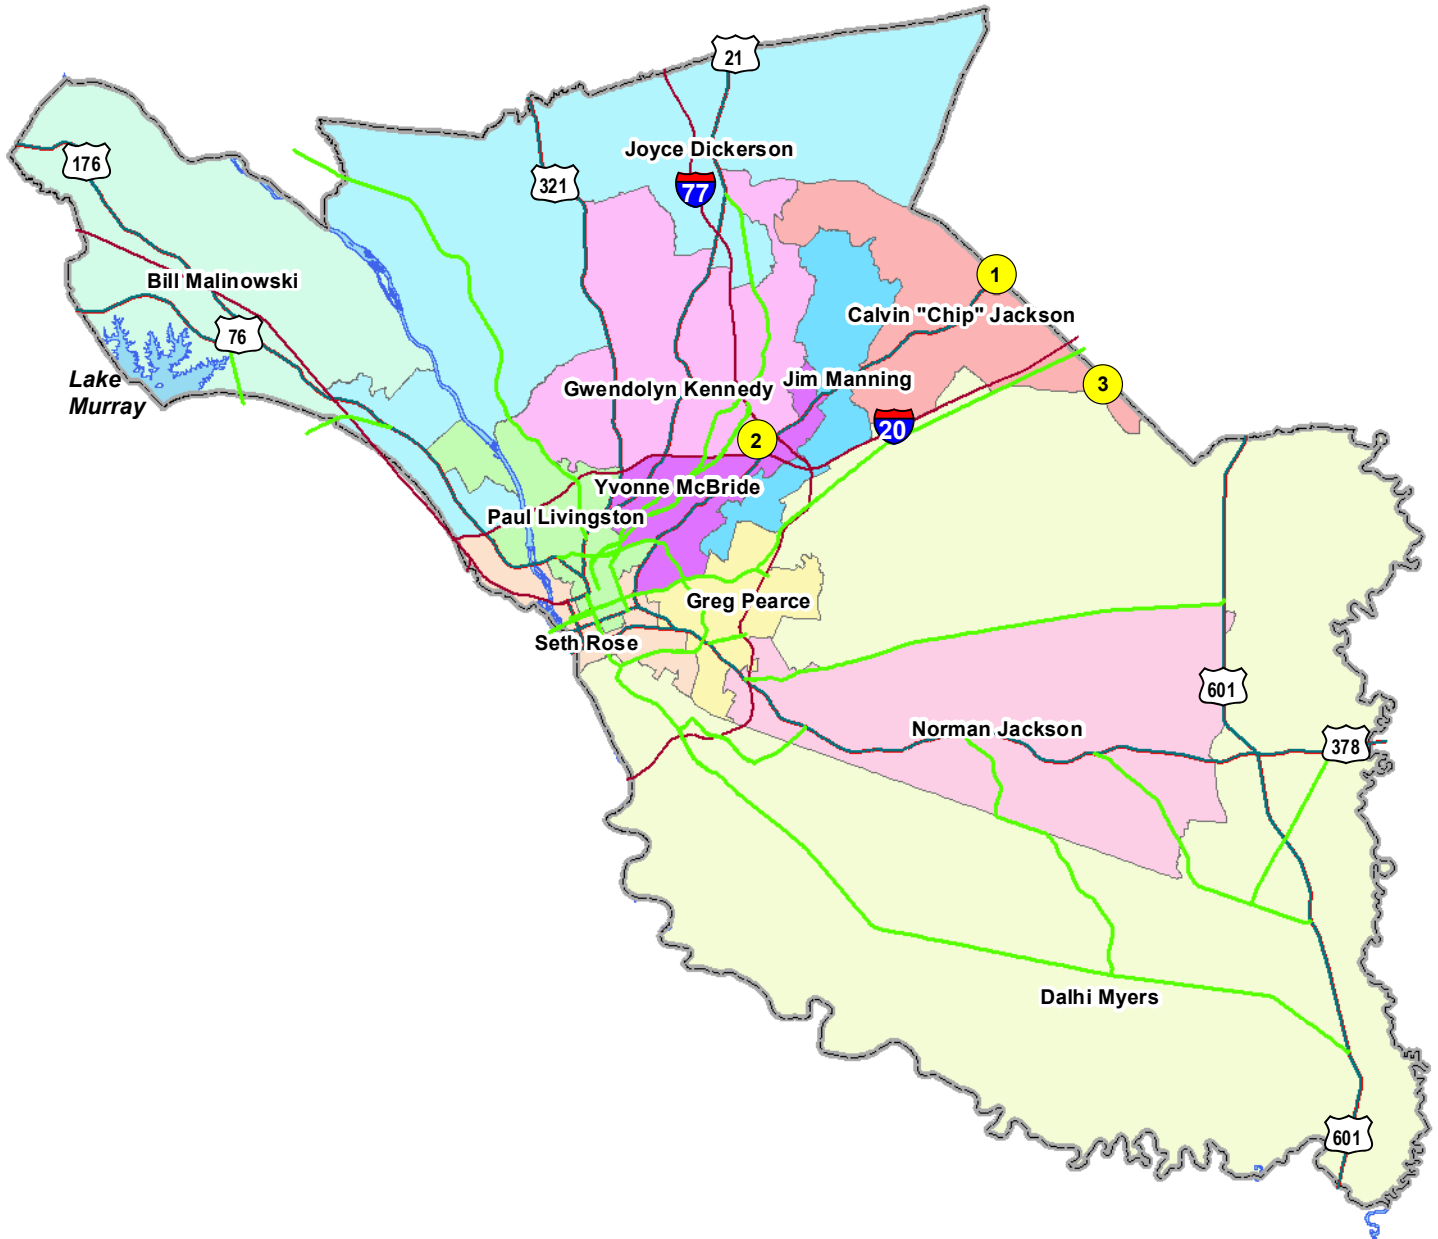 21
Joyce Dickerson
176
321
77
1
Bill Malinowski
Calvin "Chip" Jackson
76
Lake
Murray
Gwendolyn Kennedy
Jim Manning
3
20
2
Yvonne McBride
Paul Livingston
Greg Pearce
Seth Rose
601
Norman Jackson
378
Dalhi Myers
601